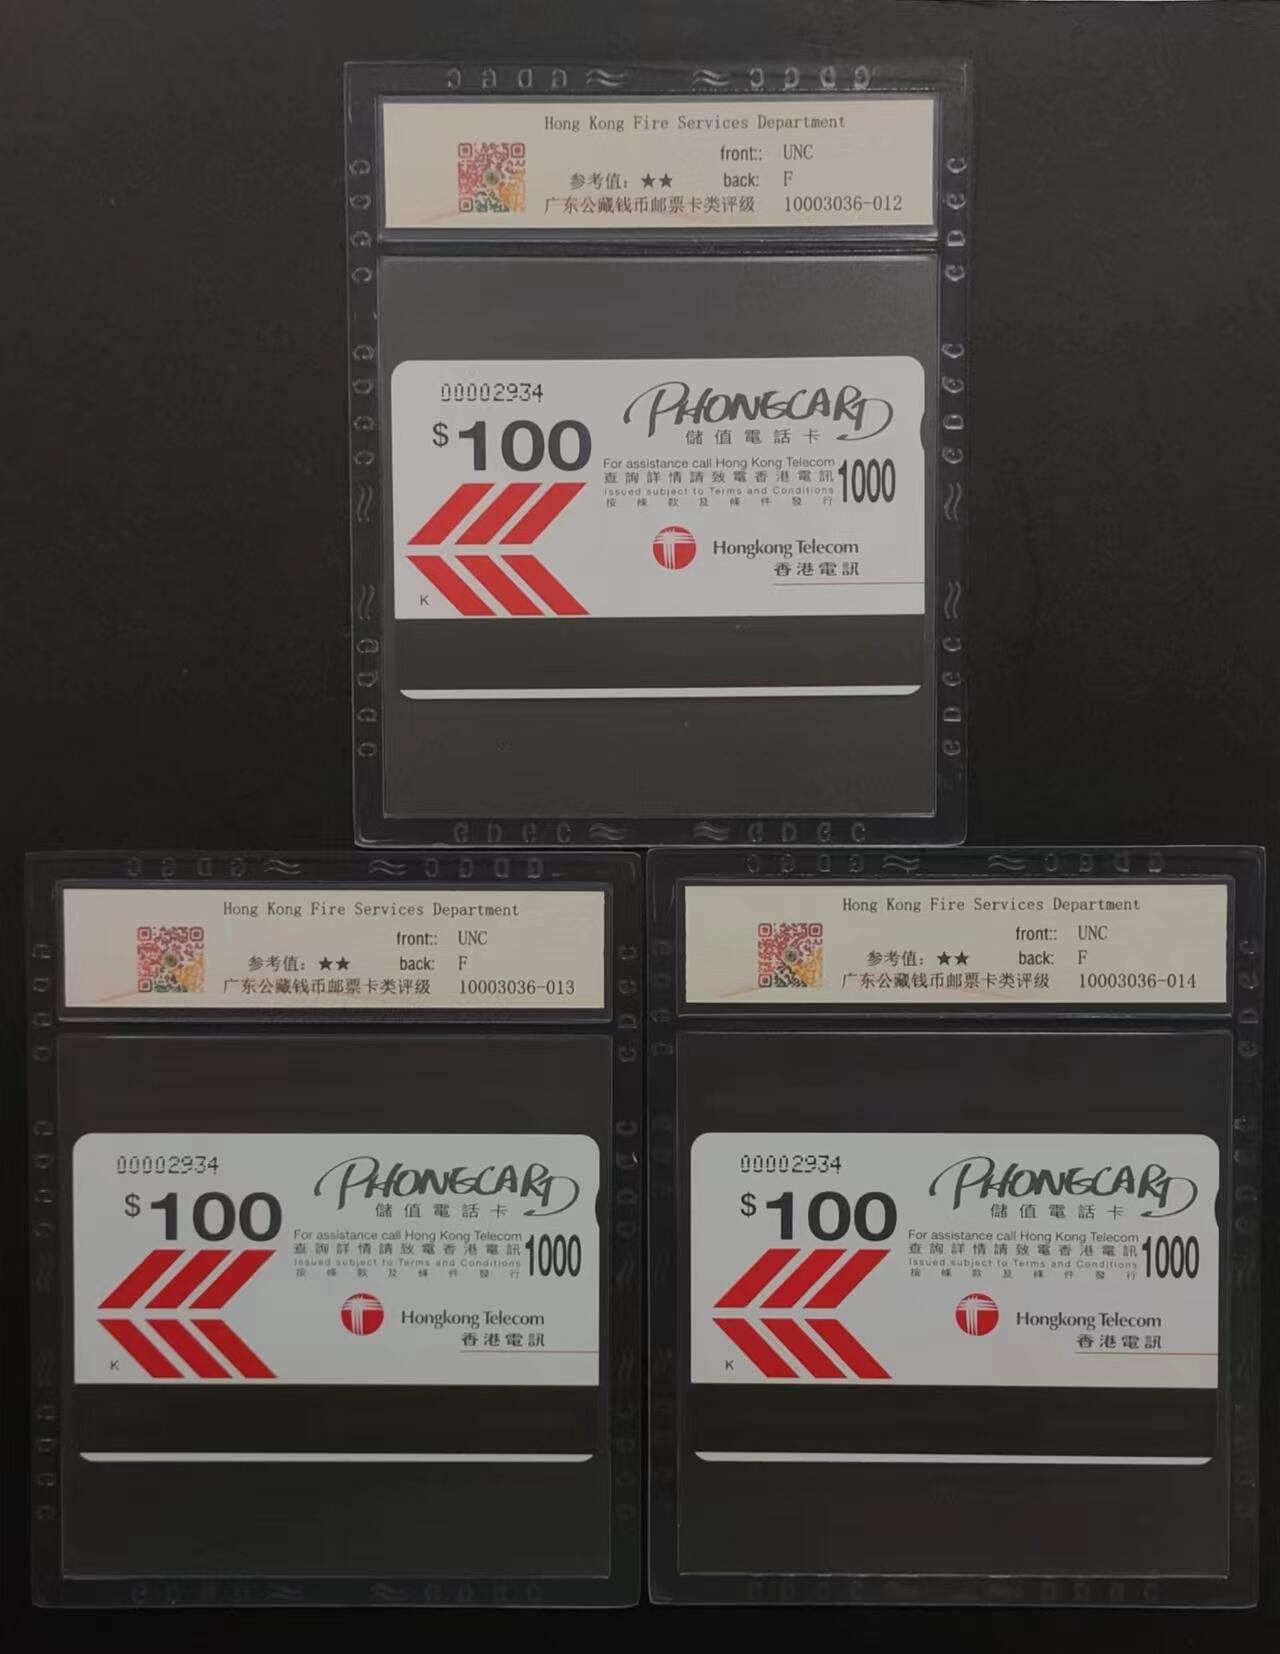 Hong Kong Fire Services Department
front:: UNC
参考值: ★★ back: F
广东公藏钱币邮票卡类评级 10003036-012
00002934
PHONECARD
$100
儲值電話卡
For assistance call Hong Kong Telecom
查詢詳情請致電香港電訊 1000
Issued subject to Terms and Conditions
按條款及條件發行
Hongkong Telecom
香港電訊
K
Hong Kong Fire Services Department
front:: UNC
参考值: ★★ back: F
广东公藏钱币邮票卡类评级 10003036-013
00002934
PHONECARD
$100
儲值電話卡
For assistance call Hong Kong Telecom
查詢詳情請致電香港電訊 1000
Issued subject to Terms and Conditions
按條款及條件發行
Hongkong Telecom
香港電訊
K
Hong Kong Fire Services Department
front:: UNC
参考值: ★★ back: F
广东公藏钱币邮票卡类评级 10003036-014
00002934
PHONECARD
$100
儲值電話卡
For assistance call Hong Kong Telecom
查詢詳情請致電香港電訊 1000
Issued subject to Terms and Conditions
按條款及條件發行
Hongkong Telecom
香港電訊
K